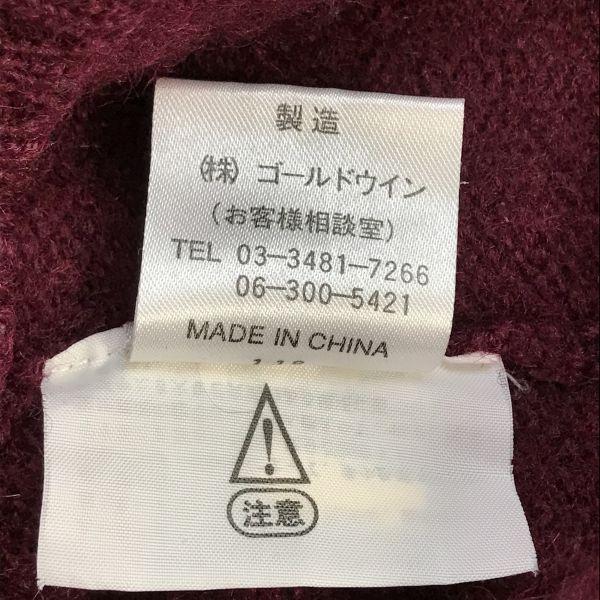 製造
(株) ゴールドウイン
(お客様相談室)
TEL 03-3481-7266
06-300-5421
MADE IN CHINA
注意